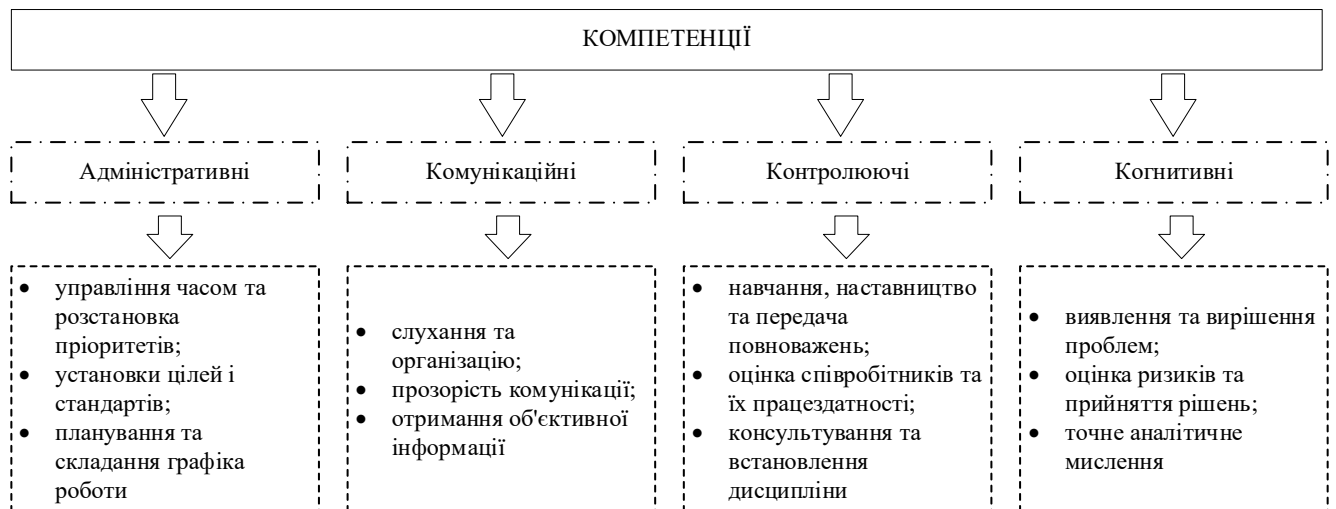 КОМПЕТЕНЦІЇ
Адміністративні
Комунікаційні
Контролюючі
Когнитивні
• управління часом та
розстановка
пріоритетів;
• установки цілей і
стандартів;
• планування та
складання графіка
роботи
• слухання та
організацію;
• прозорість комунікації;
• отримання об'єктивної
інформації
• навчання, наставництво
та передача
повноважень;
• оцінка співробітників та
їх працездатності;
• консультування та
встановлення
дисципліни
• виявлення та вирішення
проблем;
• оцінка ризиків та
прийняття рішень;
• точне аналітичне
мислення